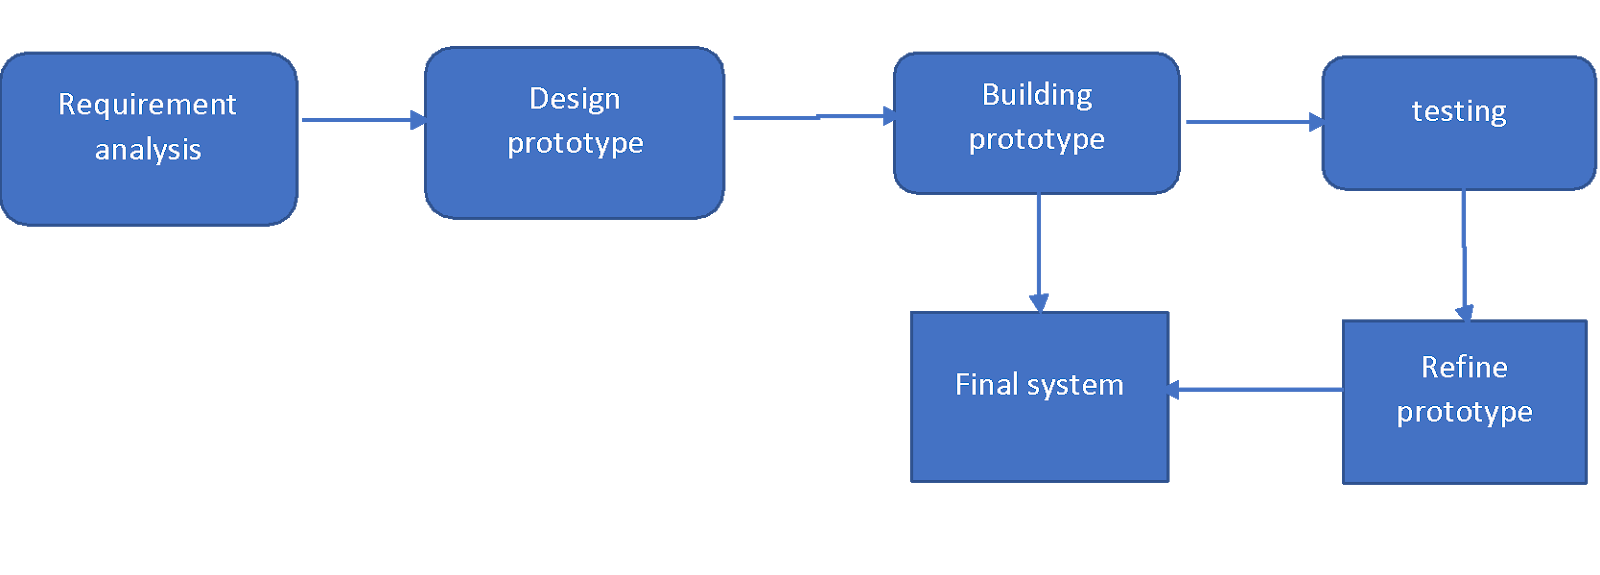 Requirement
analysis
Design
prototype
Building
prototype
testing
Final system
Refine
prototype